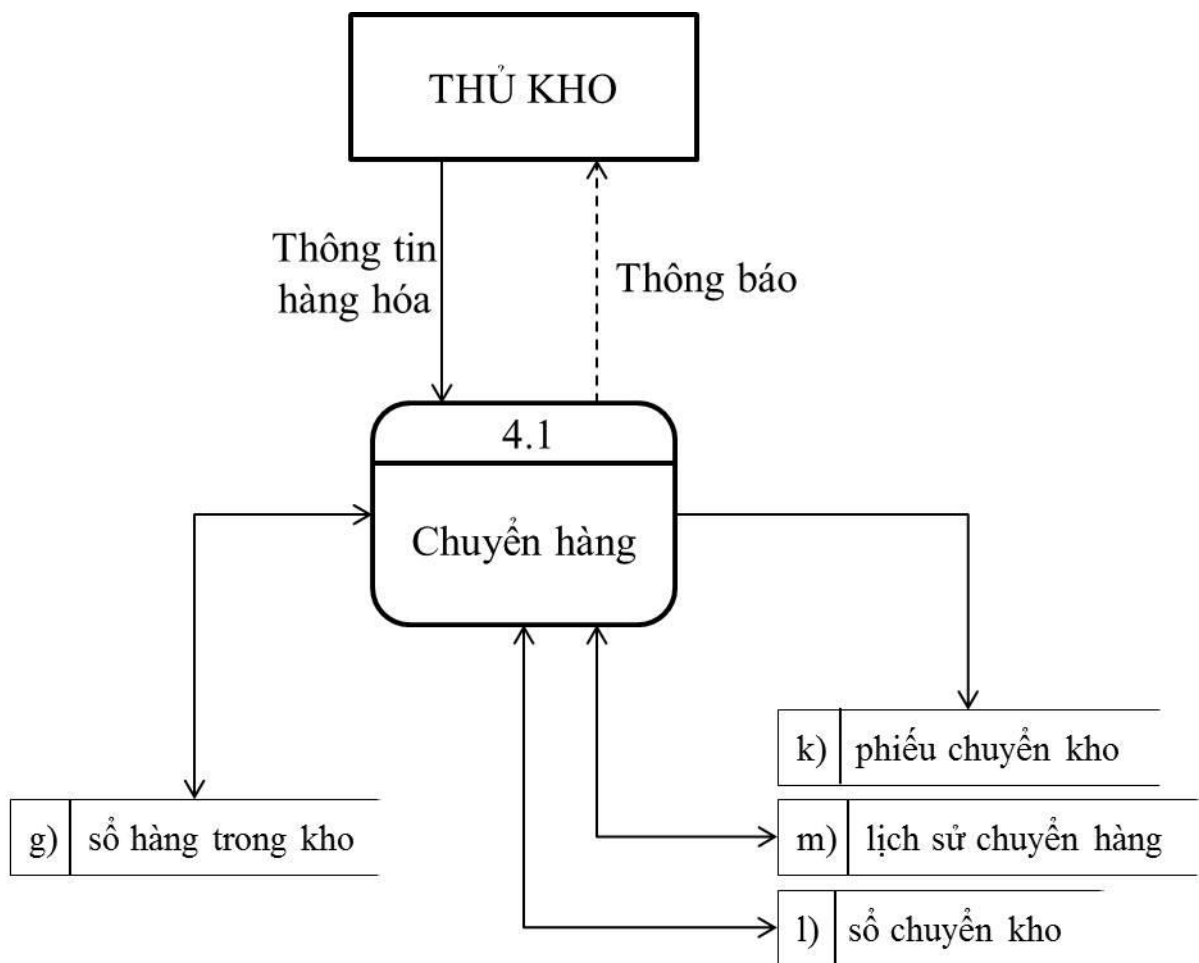 THỦ KHO
Thông tin
hàng hóa
Thông báo
4.1
Chuyển hàng
k) phiếu chuyển kho
g) sổ hàng trong kho
m) lịch sử chuyển hàng
l) sổ chuyển kho